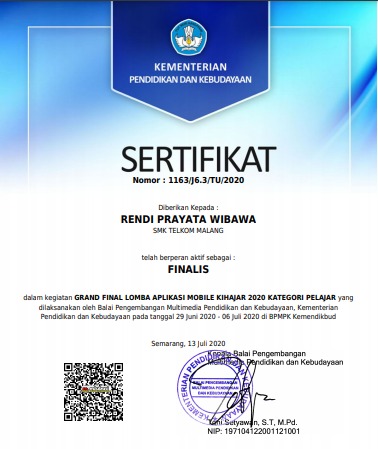 KEMENTERIAN
PENDIDIKAN DAN KEBUDAYAAN
SERTIFIKAT
Nomor : 1163/J6.3/TU/2020
Diberikan Kepada :
RENDI PRAYATA WIBAWA
SMK TELKOM MALANG
telah berperan aktif sebagai :
FINALIS
dalam kegiatan GRAND FINAL LOMBA APLIKASI MOBILE KIHAJAR 2020 KATEGORI PELAJAR yang
dilaksanakan oleh Balai Pengembangan Multimedia Pendidikan dan Kebudayaan, Kementerian
Pendidikan dan Kebudayaan pada tanggal 29 Juni 2020 - 06 Juli 2020 di BPMPK Kemendikbud
Semarang, 13 Juli 2020
Kepala Balai Pengembangan
Multimedia Pendidikan dan Kebudayaan
BALAI PENGEMBANGAN
MULTIMEDIA PENDIDIKAN
DAN KEBUDAYAAN
Setyawan, S.T, M.Pd.
NIP: 197104122001121001